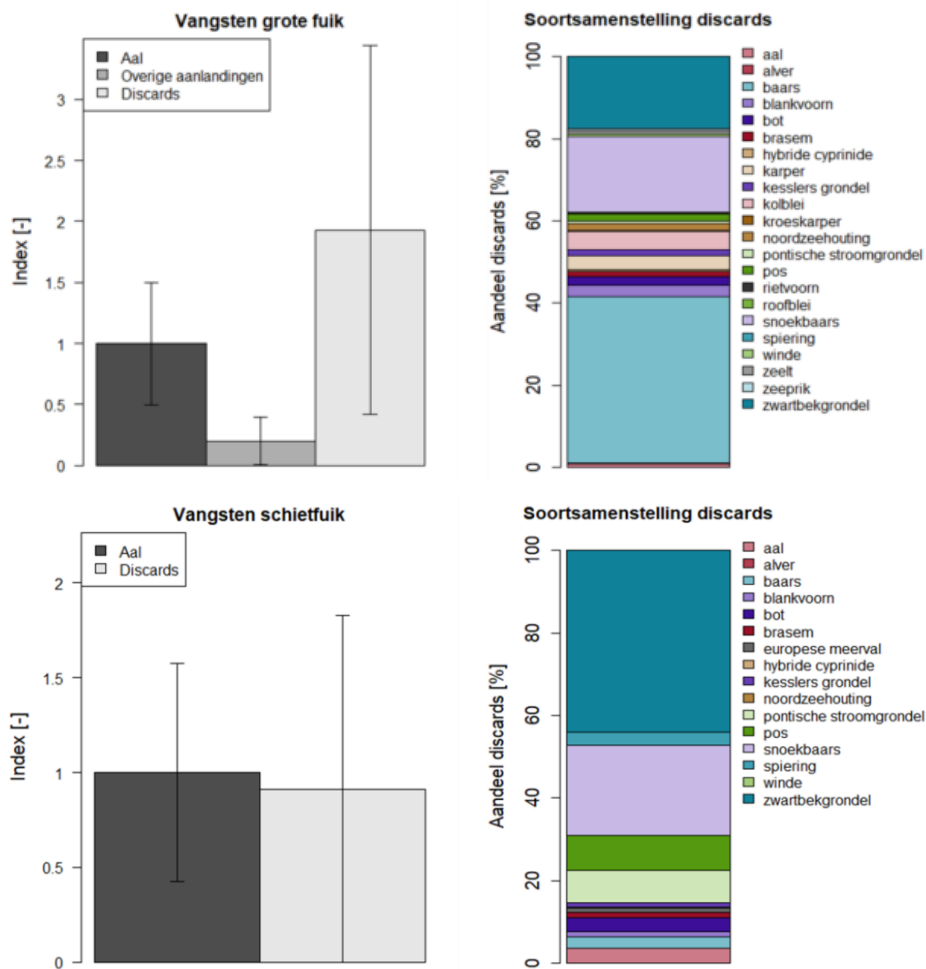 Vangsten grote fuik
Aal
Overige aanlandingen
Discards
Index [-]
3
2.5
2
1.5
1
0.5
0
Soortsamenstelling discards
Aandeel discards [%]
100
80
60
40
20
0
aal
alver
baars
blankvoorn
bot
brasem
hybride cyprinide
karper
kesslers grondel
kolblei
kroeskarper
noordzeehouting
pontische stroomgrondel
pos
rietvoorn
roofblei
snoekbaars
spiering
winde
zeelt
zeeprik
zwartbekgrondel
Vangsten schietfuik
Aal
Discards
Index [-]
2
1.5
1
0.5
0
Soortsamenstelling discards
Aandeel discards [%]
100
80
60
40
20
0
aal
alver
baars
blankvoorn
bot
brasem
europese meerval
hybride cyprinide
kesslers grondel
noordzeehouting
pontische stroomgrondel
pos
snoekbaars
spiering
winde
zwartbekgrondel